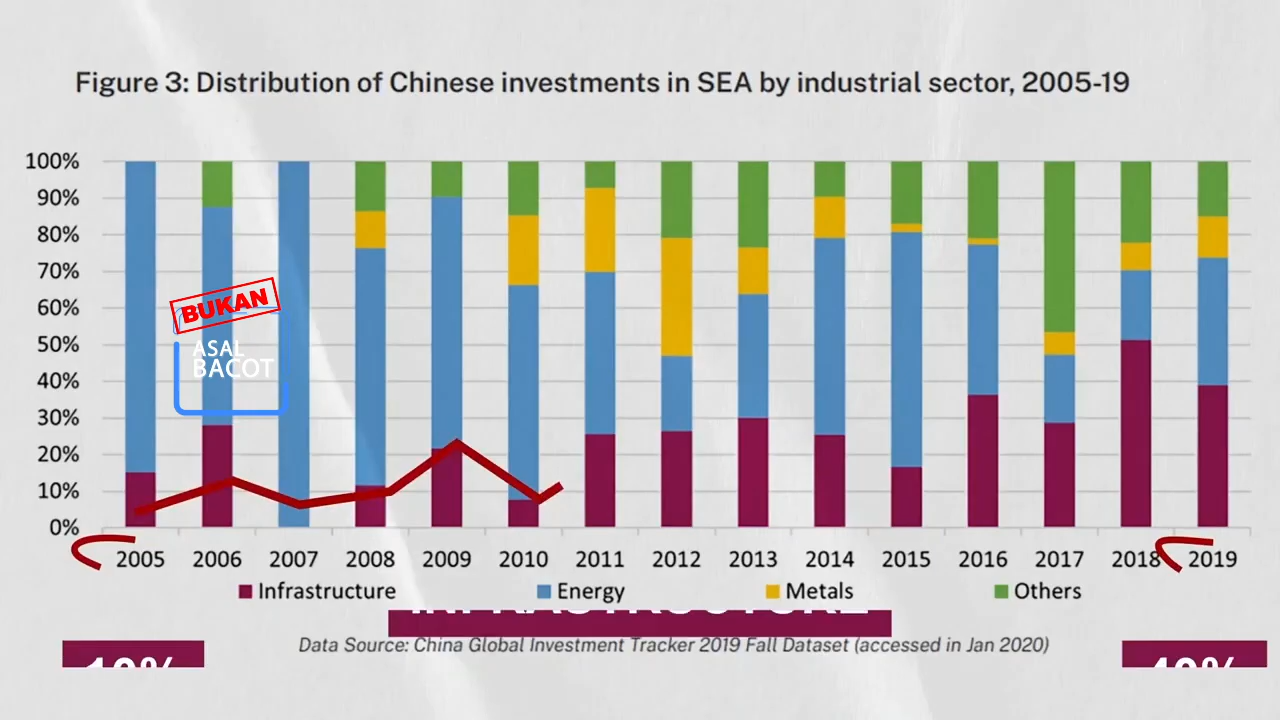 Figure 3: Distribution of Chinese investments in SEA by industrial sector, 2005-19
100%
90%
80%
70%
60%
50%
40%
30%
20%
10%
0%
BUKAN
ASAL
BACOT
2005 2006 2007 2008 2009 2010 2011 2012 2013 2014 2015 2016 2017 2018 2019
Infrastructure Energy Metals Others
INFRASTRUCTURE
Data Source: China Global Investment Tracker 2019 Fall Dataset (accessed in Jan 2020)
10% 40%